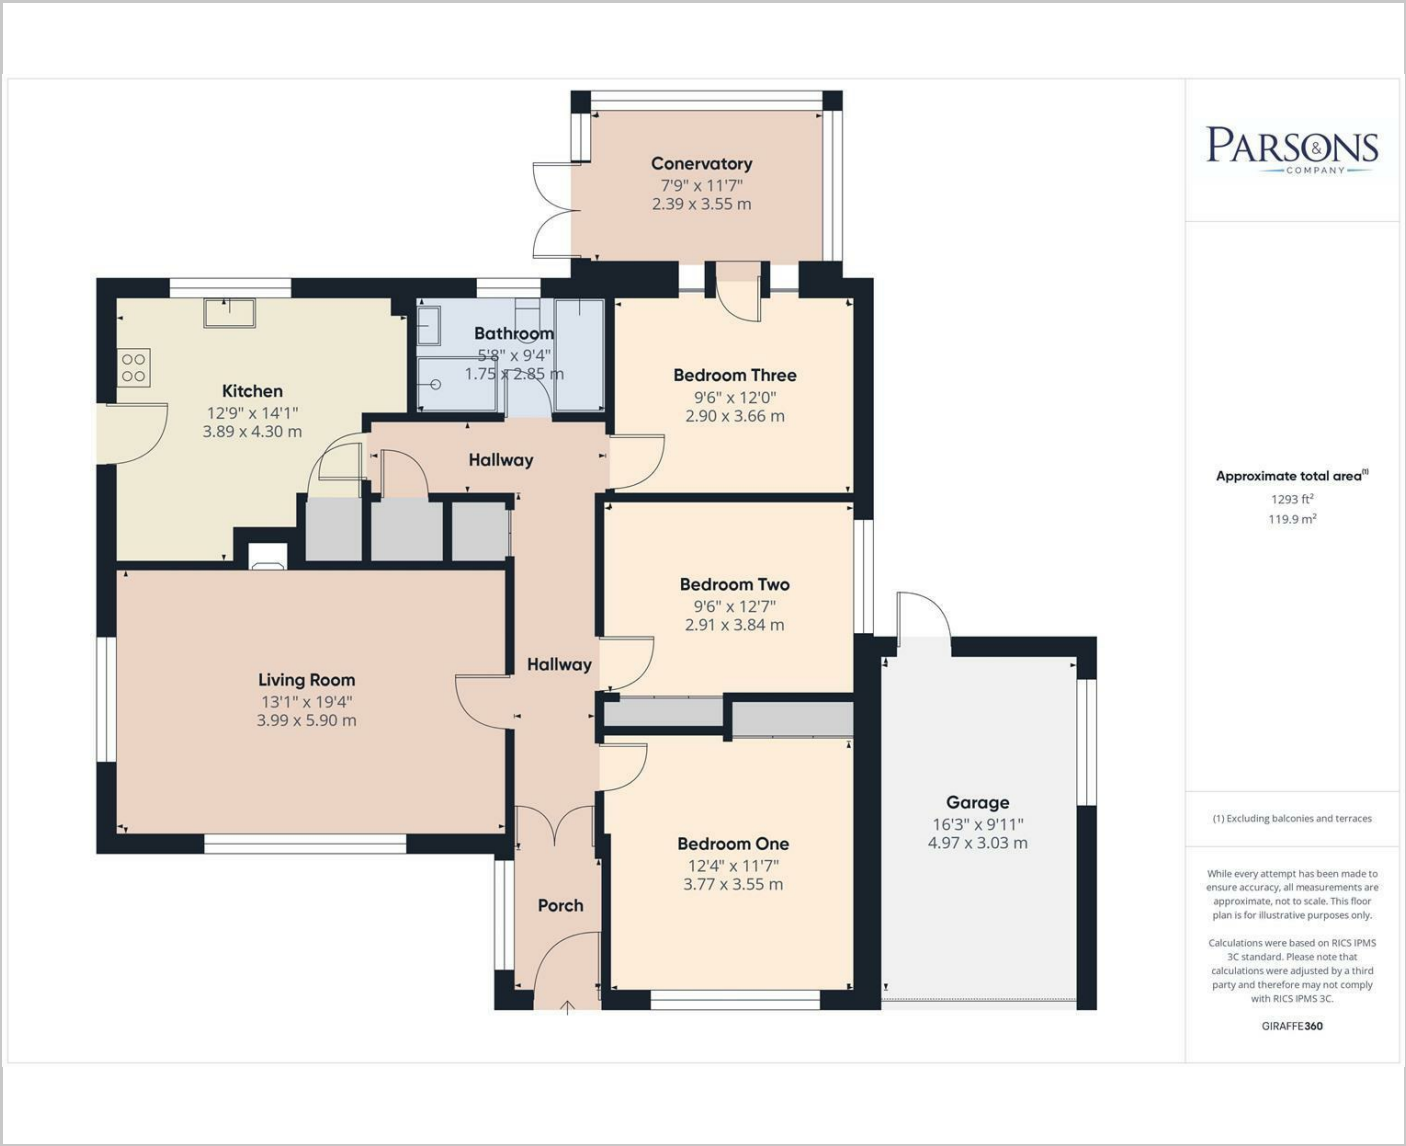 Conervatory
7'9" x 11'7"
2.39 x 3.55 m
Kitchen
12'9" x 14'1"
3.89 x 4.30 m
Bathroom
5'8" x 9'4"
1.75 x 2.85 m
Bedroom Three
9'6" x 12'0"
2.90 x 3.66 m
Hallway
Bedroom Two
9'6" x 12'7"
2.91 x 3.84 m
Hallway
Living Room
13'1" x 19'4"
3.99 x 5.90 m
Garage
16'3" x 9'11"
4.97 x 3.03 m
Bedroom One
12'4" x 11'7"
3.77 x 3.55 m
Porch
PARSONS
&
COMPANY
Approximate total area(1)
1293 ft²
119.9 m²
(1) Excluding balconies and terraces
While every attempt has been made to
ensure accuracy, all measurements are
approximate, not to scale. This floor
plan is for illustrative purposes only.
Calculations were based on RICS IPMS
3C standard. Please note that
calculations were adjusted by a third
party and therefore may not comply
with RICS IPMS 3C.
GIRAFFE360